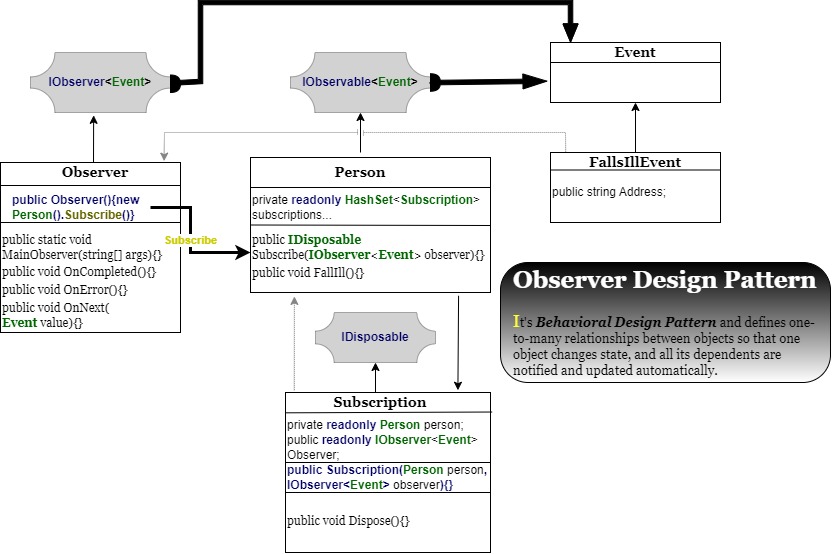 Event
IObserver<Event>
IObservable<Event>
FallsIllEvent
public string Address;
Observer
public Observer(){new
Person().Subscribe()}
public static void
MainObserver(string[] args){}
public void OnCompleted(){}
public void OnError(){}
public void OnNext(
Event value){}
Subscribe
Person
private readonly HashSet<Subscription>
subscriptions...
public IDisposable
Subscribe(IObserver<Event> observer){}
public void FallIll(){}
Observer Design Pattern
It's Behavioral Design Pattern and defines one-
to-many relationships between objects so that one
object changes state, and all its dependents are
notified and updated automatically.
IDisposable
Subscription
private readonly Person person;
public readonly IObserver<Event>
Observer;
public Subscription(Person person,
IObserver<Event> observer){}
public void Dispose(){}